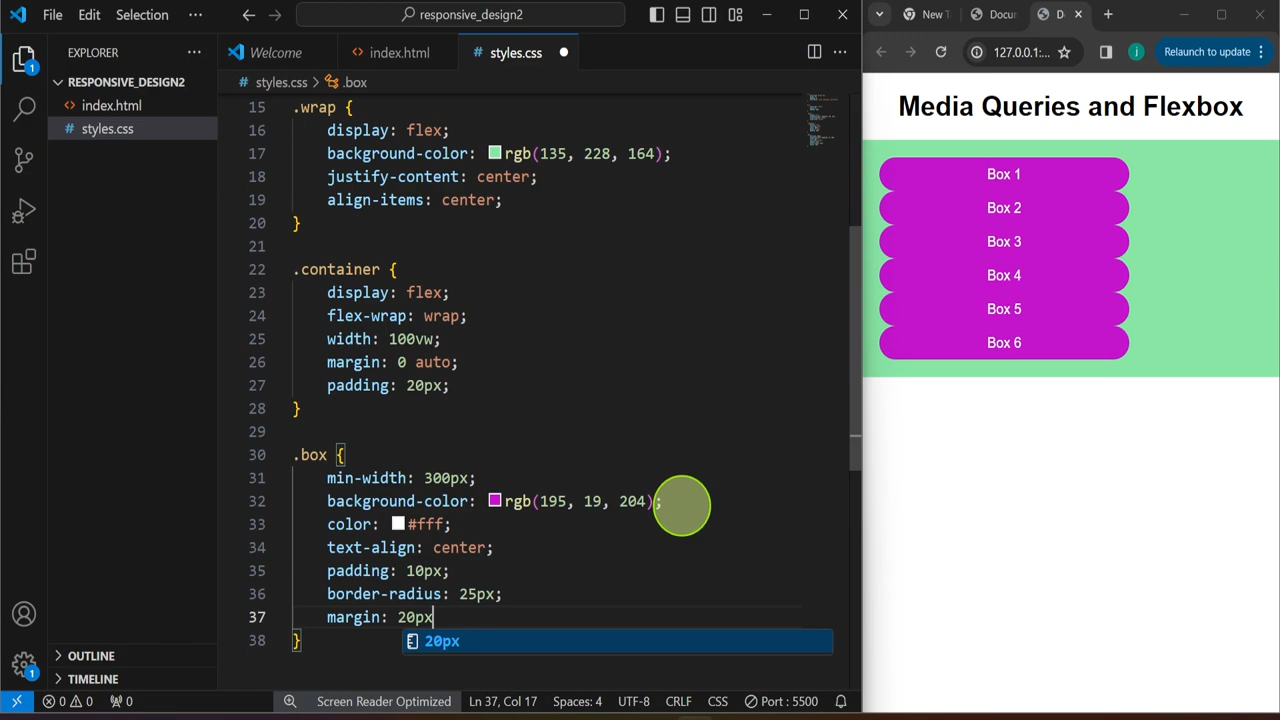 File Edit Selection ··· responsive_design2
New T Docum D
127.0.0.1:... j Relaunch to update
EXPLORER ···
Welcome index.html styles.css
# styles.css > .box
RESPONSIVE_DESIGN2
<> index.html
# styles.css
OUTLINE
TIMELINE
1
1
15 .wrap {
16 display: flex;
17 background-color: rgb(135, 228, 164);
18 justify-content: center;
19 align-items: center;
20 }
21
22 .container {
23 display: flex;
24 flex-wrap: wrap;
25 width: 100vw;
26 margin: 0 auto;
27 padding: 20px;
28 }
29
30 .box {
31 min-width: 300px;
32 background-color: rgb(195, 19, 204);
33 color: #fff;
34 text-align: center;
35 padding: 10px;
36 border-radius: 25px;
37 margin: 20px
38 }
20px
Media Queries and Flexbox
Box 1
Box 2
Box 3
Box 4
Box 5
Box 6
0 0 0 Screen Reader Optimized Ln 37, Col 17 Spaces: 4 UTF-8 CRLF CSS Port : 5500